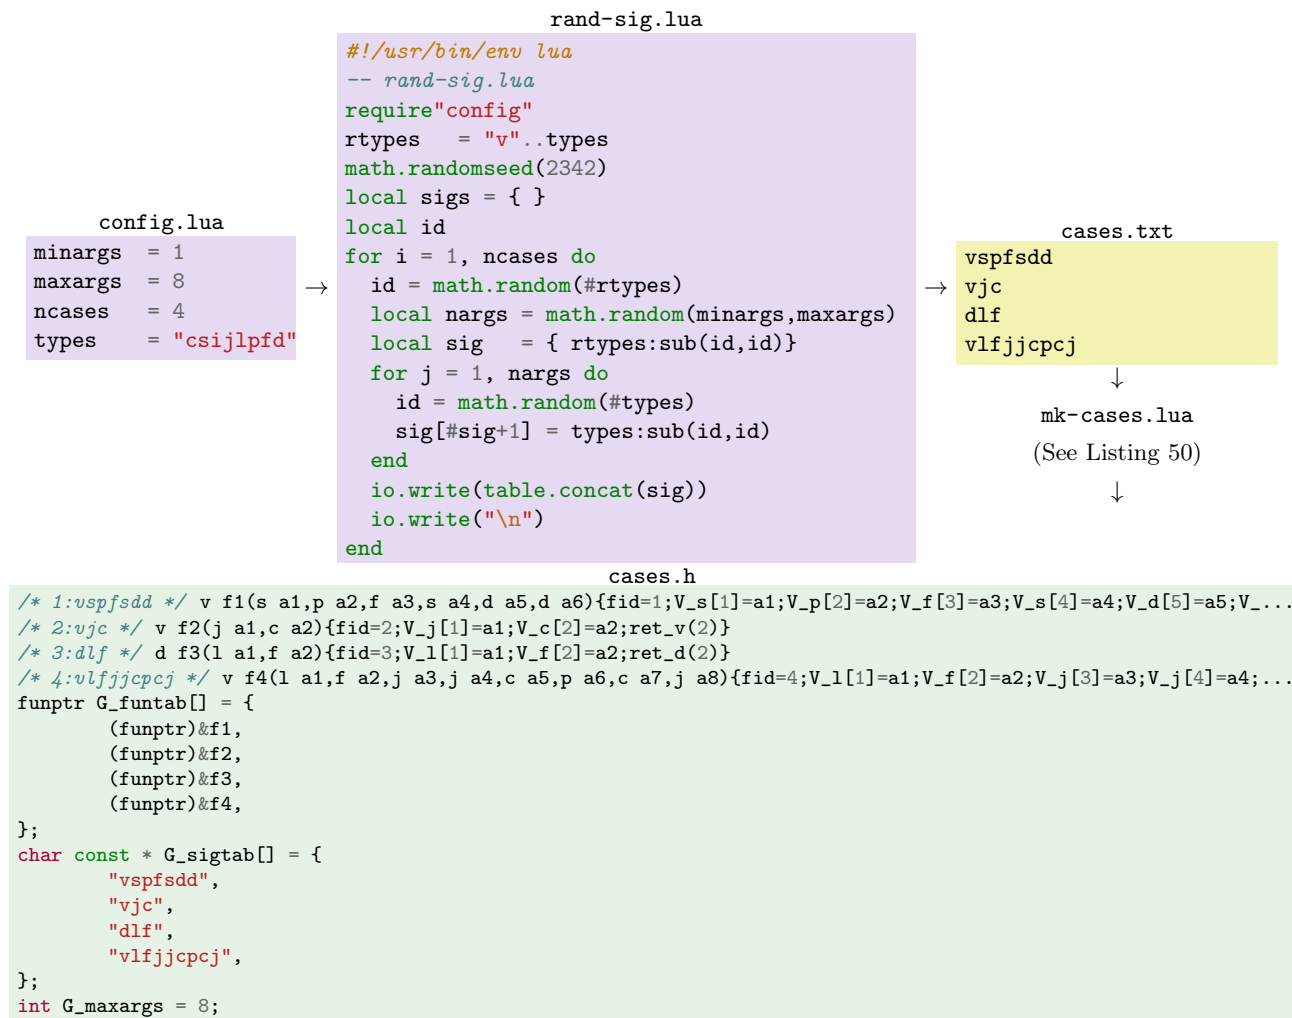 rand-sig.lua
#!/usr/bin/env lua
-- rand-sig.lua
require"config"
rtypes   = "v"..types
math.randomseed(2342)
local sigs = { }
local id
for i = 1, ncases do
  id = math.random(#rtypes)
  local nargs = math.random(minargs,maxargs)
  local sig   = { rtypes:sub(id,id)}
  for j = 1, nargs do
    id = math.random(#types)
    sig[#sig+1] = types:sub(id,id)
  end
  io.write(table.concat(sig))
  io.write("\n")
end
config.lua
minargs  = 1
maxargs  = 8
ncases   = 4
types    = "csijlpfd"
→
→
cases.txt
vspfsdd
vjc
dlf
vlfjjcpcj
↓
mk-cases.lua
(See Listing 50)
↓
cases.h
/* 1:vspfsdd */ v f1(s a1,p a2,f a3,s a4,d a5,d a6){fid=1;V_s[1]=a1;V_p[2]=a2;V_f[3]=a3;V_s[4]=a4;V_d[5]=a5;V_...
/* 2:vjc */ v f2(j a1,c a2){fid=2;V_j[1]=a1;V_c[2]=a2;ret_v(2)}
/* 3:dlf */ d f3(l a1,f a2){fid=3;V_l[1]=a1;V_f[2]=a2;ret_d(2)}
/* 4:vlfjjcpcj */ v f4(l a1,f a2,j a3,j a4,c a5,p a6,c a7,j a8){fid=4;V_l[1]=a1;V_f[2]=a2;V_j[3]=a3;V_j[4]=a4;...
funptr G_funtab[] = {
        (funptr)&f1,
        (funptr)&f2,
        (funptr)&f3,
        (funptr)&f4,
};
char const * G_sigtab[] = {
        "vspfsdd",
        "vjc",
        "dlf",
        "vlfjjcpcj",
};
int G_maxargs = 8;